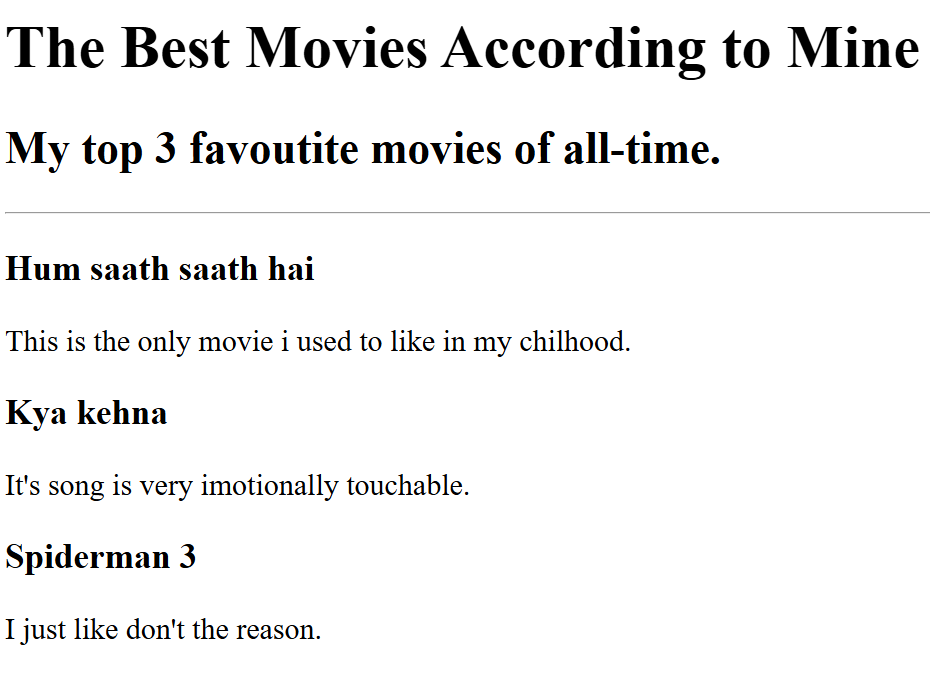 The Best Movies According to Mine
My top 3 favoutite movies of all-time.
Hum saath saath hai
This is the only movie i used to like in my chilhood.
Kya kehna
It's song is very imotionally touchable.
Spiderman 3
I just like don't the reason.